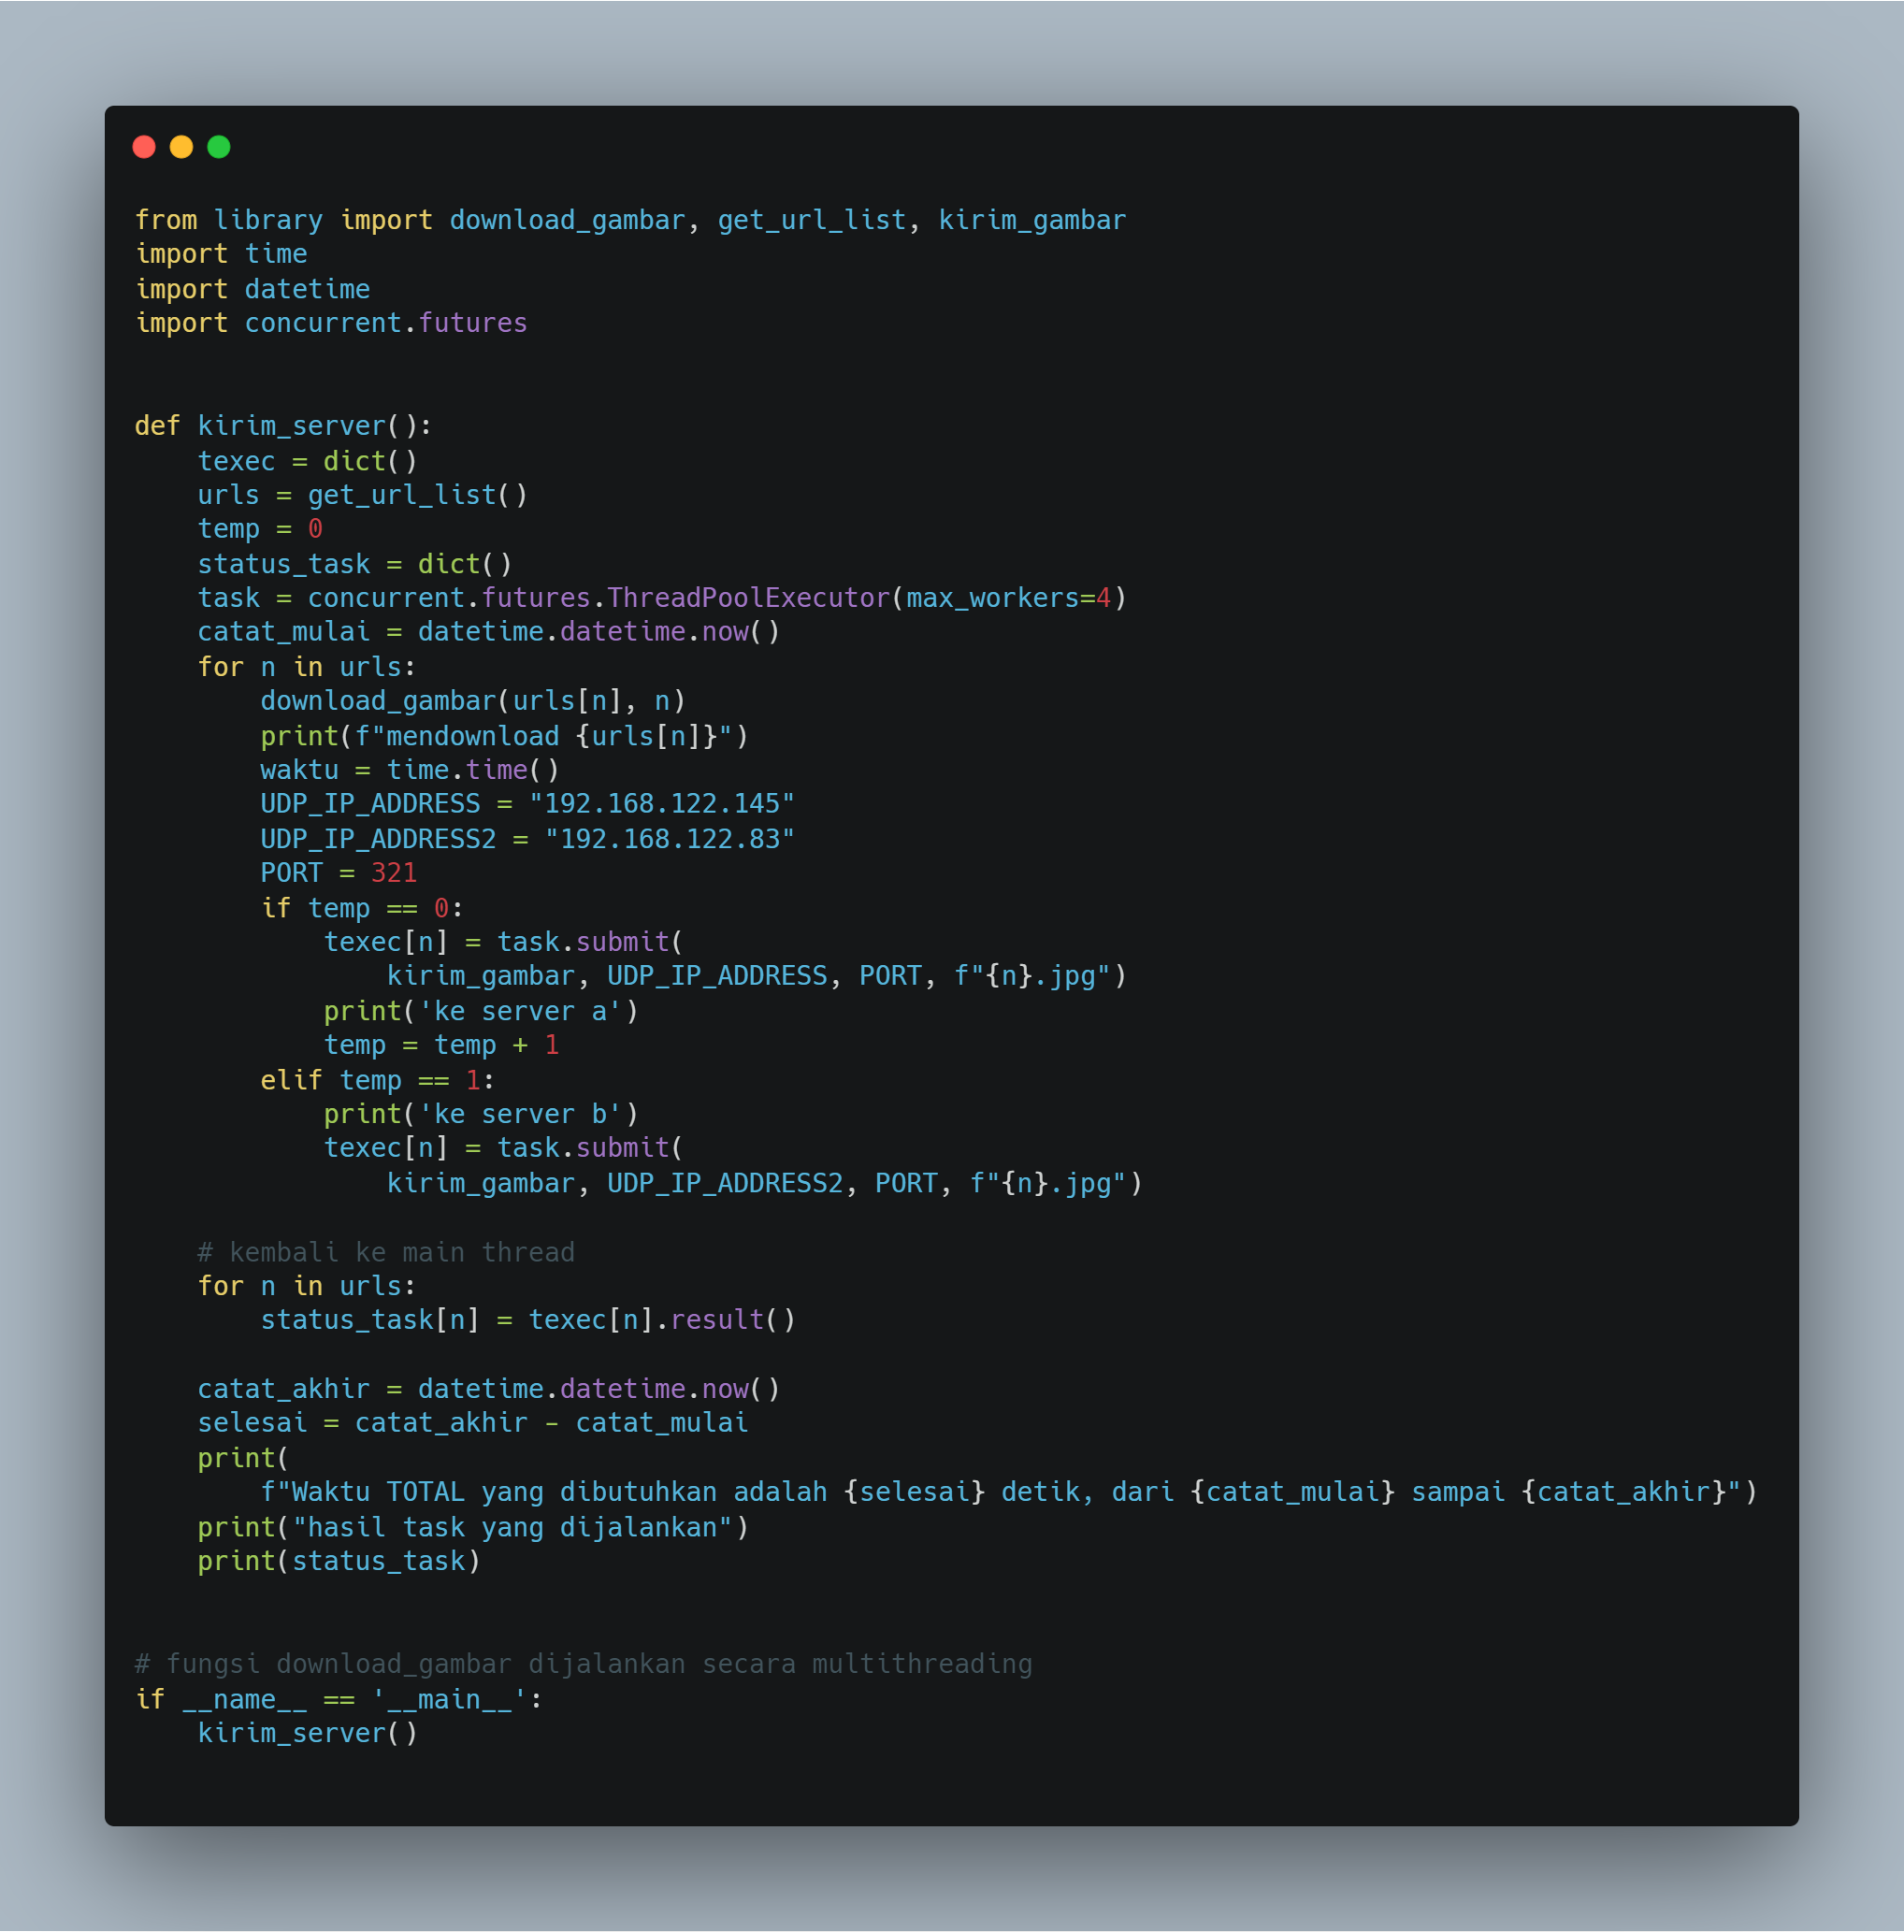 from library import download_gambar, get_url_list, kirim_gambar
import time
import datetime
import concurrent.futures


def kirim_server():
    texec = dict()
    urls = get_url_list()
    temp = 0
    status_task = dict()
    task = concurrent.futures.ThreadPoolExecutor(max_workers=4)
    catat_mulai = datetime.datetime.now()
    for n in urls:
        download_gambar(urls[n], n)
        print(f"mendownload {urls[n]}")
        waktu = time.time()
        UDP_IP_ADDRESS = "192.168.122.145"
        UDP_IP_ADDRESS2 = "192.168.122.83"
        PORT = 321
        if temp == 0:
            texec[n] = task.submit(
                kirim_gambar, UDP_IP_ADDRESS, PORT, f"{n}.jpg")
            print('ke server a')
            temp = temp + 1
        elif temp == 1:
            print('ke server b')
            texec[n] = task.submit(
                kirim_gambar, UDP_IP_ADDRESS2, PORT, f"{n}.jpg")

    # kembali ke main thread
    for n in urls:
        status_task[n] = texec[n].result()

    catat_akhir = datetime.datetime.now()
    selesai = catat_akhir - catat_mulai
    print(
        f"Waktu TOTAL yang dibutuhkan adalah {selesai} detik, dari {catat_mulai} sampai {catat_akhir}")
    print("hasil task yang dijalankan")
    print(status_task)


# fungsi download_gambar dijalankan secara multithreading
if __name__ == '__main__':
    kirim_server()